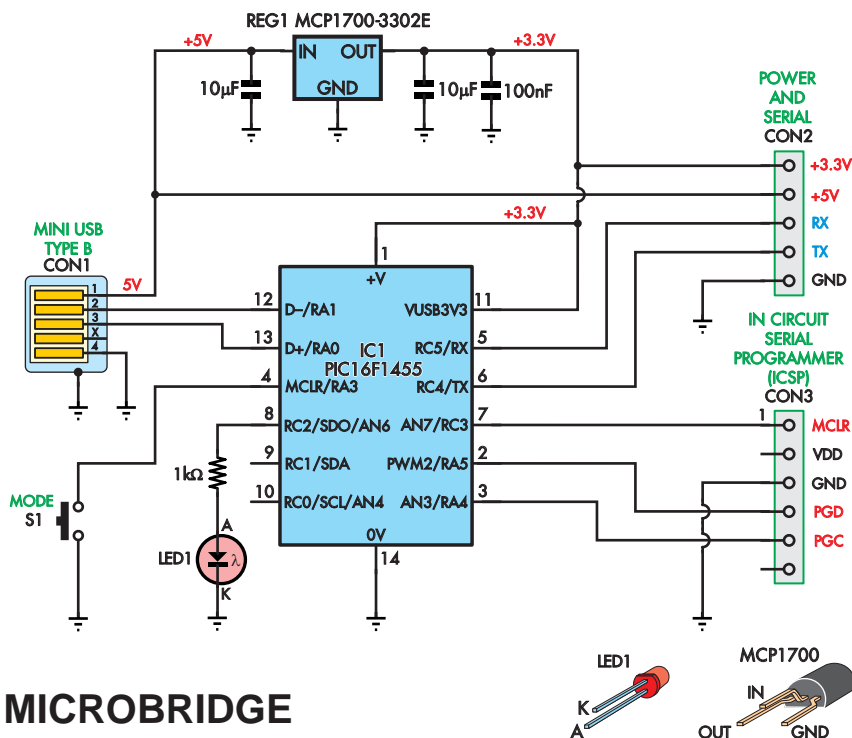 REG1 MCP1700-3302E
+5V
IN OUT
GND
+3.3V
10µF
10µF
100nF
POWER
AND
SERIAL
CON2
+3.3V
+5V
RX
TX
GND
MINI USB
TYPE B
CON1
5V
1
2
3
X
4
+3.3V
1
+V
12 D–/RA1
13 D+/RA0
4 MCLR/RA3
8 RC2/SDO/AN6
9 RC1/SDA
10 RC0/SCL/AN4
IC1
PIC16F1455
VUSB3V3 11
RC5/RX 5
RC4/TX 6
AN7/RC3 7
PWM2/RA5 2
AN3/RA4 3
0V
14
IN CIRCUIT
SERIAL
PROGRAMMER
(ICSP)
CON3
1 MCLR
VDD
GND
PGD
PGC
1kΩ
MODE
S1
A
LED1
λ
K
MICROBRIDGE
LED1
K
A
MCP1700
IN
OUT
GND